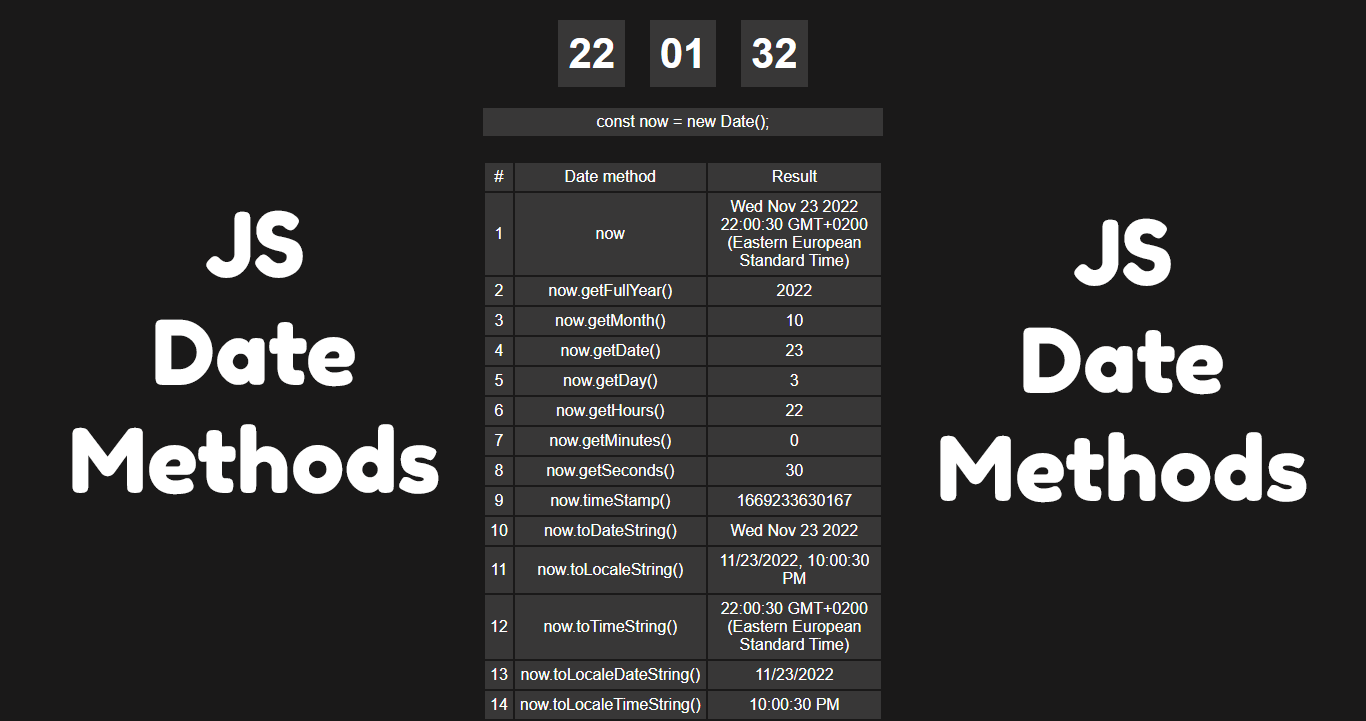 22 01 32
const now = new Date();
JS
Date
Methods
# Date method Result
1 now Wed Nov 23 2022
22:00:30 GMT+0200
(Eastern European
Standard Time)
2 now.getFullYear() 2022
3 now.getMonth() 10
4 now.getDate() 23
5 now.getDay() 3
6 now.getHours() 22
7 now.getMinutes() 0
8 now.getSeconds() 30
9 now.timeStamp() 1669233630167
10 now.toDateString() Wed Nov 23 2022
11 now.toLocaleString() 11/23/2022, 10:00:30
PM
12 now.toTimeString() 22:00:30 GMT+0200
(Eastern European
Standard Time)
13 now.toLocaleDateString() 11/23/2022
14 now.toLocaleTimeString() 10:00:30 PM
JS
Date
Methods